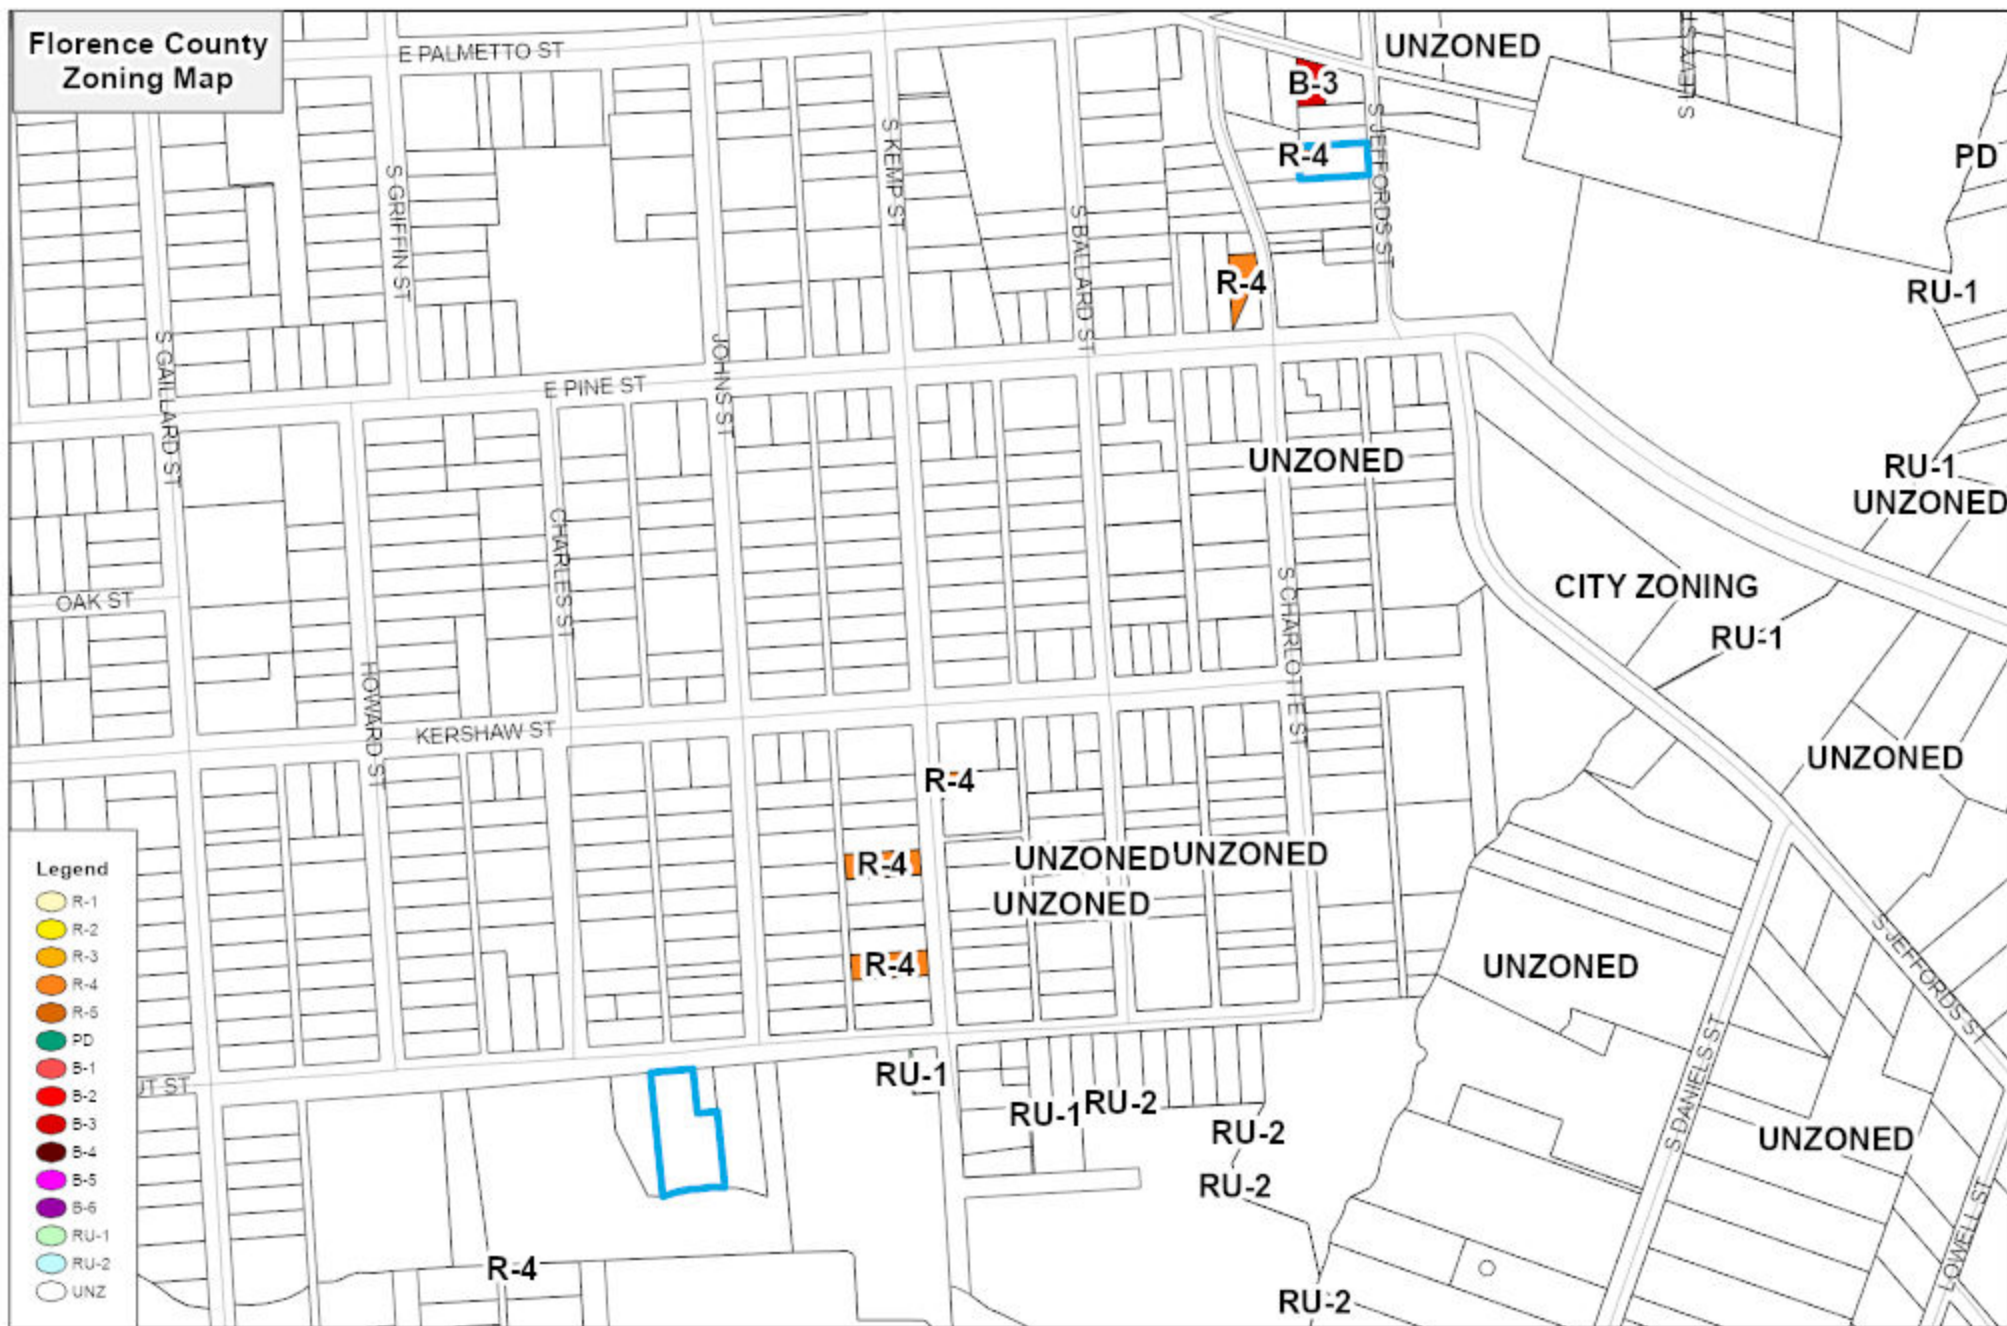 Florence County
Zoning Map
E PALMETTO ST
UNZONED
B-3
S JEFFORDS ST
R-4
PD
S KEMP ST
S GRIFFIN ST
S BALLARD ST
R-4
RU-1
S GAILLARD ST
JOHNS ST
E PINE ST
UNZONED
RU-1
UNZONED
CHARLES ST
CITY ZONING
OAK ST
S CHARLOTTE ST
RU-1
HOWARD ST
KERSHAW ST
UNZONED
R-4
R-4
UNZONED
UNZONED
UNZONED
R-4
UNZONED
S JEFFORDS ST
S DANIELS ST
RU-1
RU-1
RU-2
RU-2
UNZONED
RU-2
LOWELL ST
R-4
RU-2
Legend
R-1
R-2
R-3
R-4
R-5
PD
B-1
B-2
B-3
B-4
B-5
B-6
RU-1
RU-2
UNZ